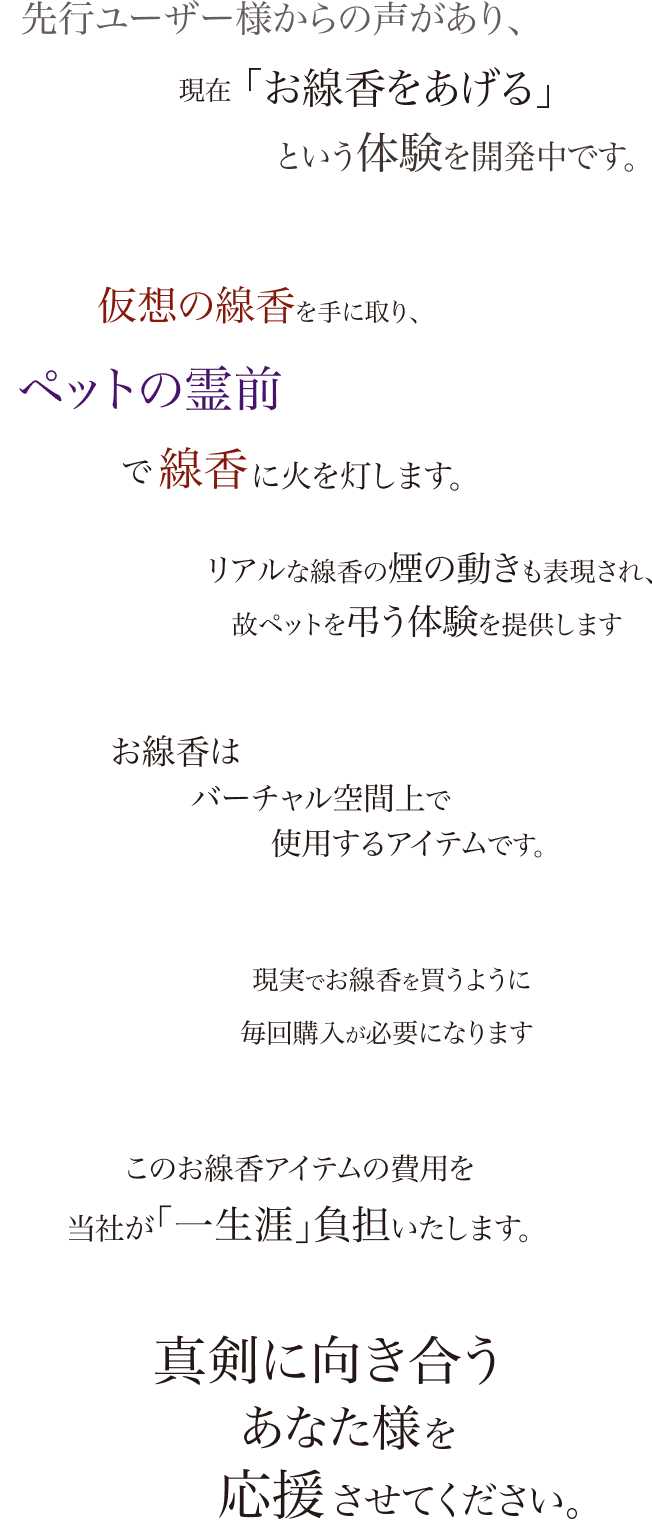 先行ユーザー様からの声があり、
現在「お線香をあげる」
という体験を開発中です。
仮想の線香を手に取り、
ペットの霊前
で線香に火を灯します。
リアルな線香の煙の動きも表現され、
故ペットを弔う体験を提供します
お線香は
バーチャル空間上で
使用するアイテムです。
現実でお線香を買うように
毎回購入が必要になります
このお線香アイテムの費用を
当社が「一生涯」負担いたします。
真剣に向き合う
あなた様を
応援させてください。